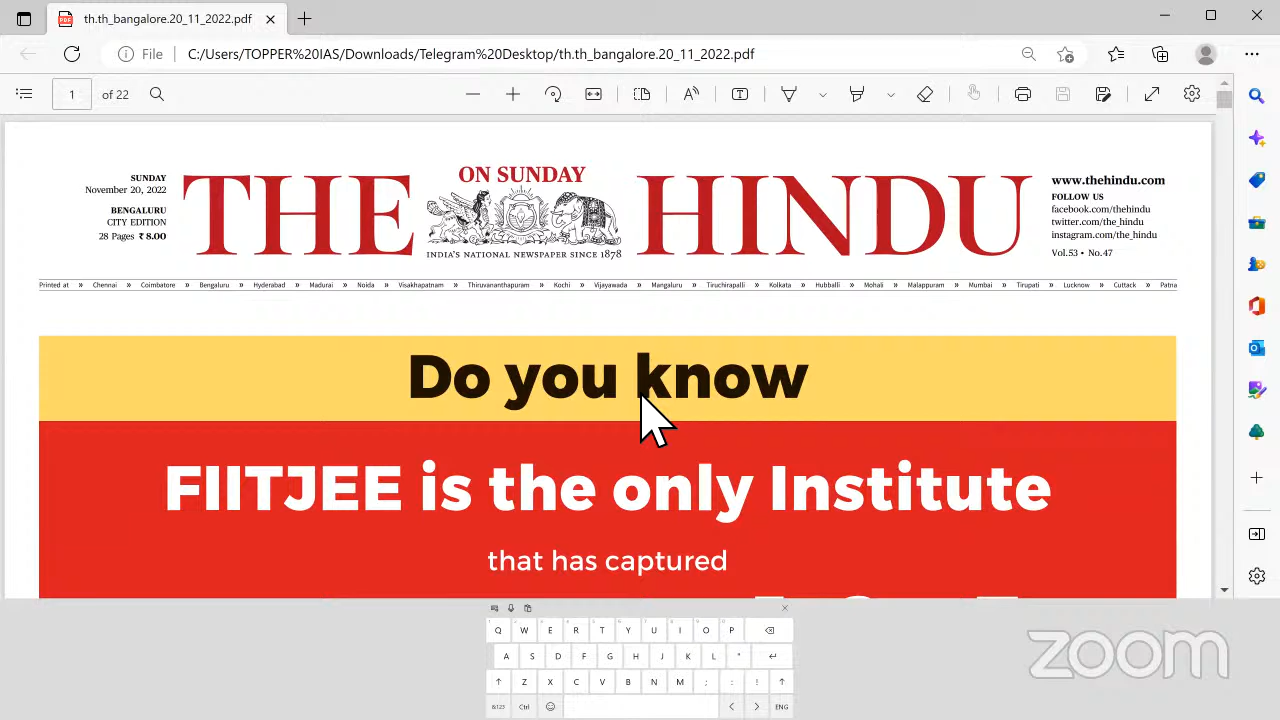 th.th_bangalore.20_11_2022.pdf
File C:/Users/TOPPER%20IAS/Downloads/Telegram%20Desktop/th.th_bangalore.20_11_2022.pdf
1 of 22
SUNDAY
November 20, 2022
BENGALURU
CITY EDITION
28 Pages ₹ 8.00
THE HINDU
ON SUNDAY
INDIA'S NATIONAL NEWSPAPER SINCE 1878
www.thehindu.com
FOLLOW US
facebook.com/thehindu
twitter.com/the_hindu
instagram.com/the_hindu
Vol.53 • No.47
Printed at » Chennai » Coimbatore » Bengaluru » Hyderabad » Madurai » Noida » Visakhapatnam » Thiruvananthapuram » Kochi » Vijayawada » Mangaluru » Tiruchirapalli » Kolkata » Hubballi » Mohali » Malappuram » Mumbai » Tirupati » Lucknow » Cuttack » Patna
Do you know
FIITJEE is the only Institute
that has captured
Q W E R T Y U I O P
A S D F G H J K L "
Z X C V B N M ; : !
&123 Ctrl ENG
zoom